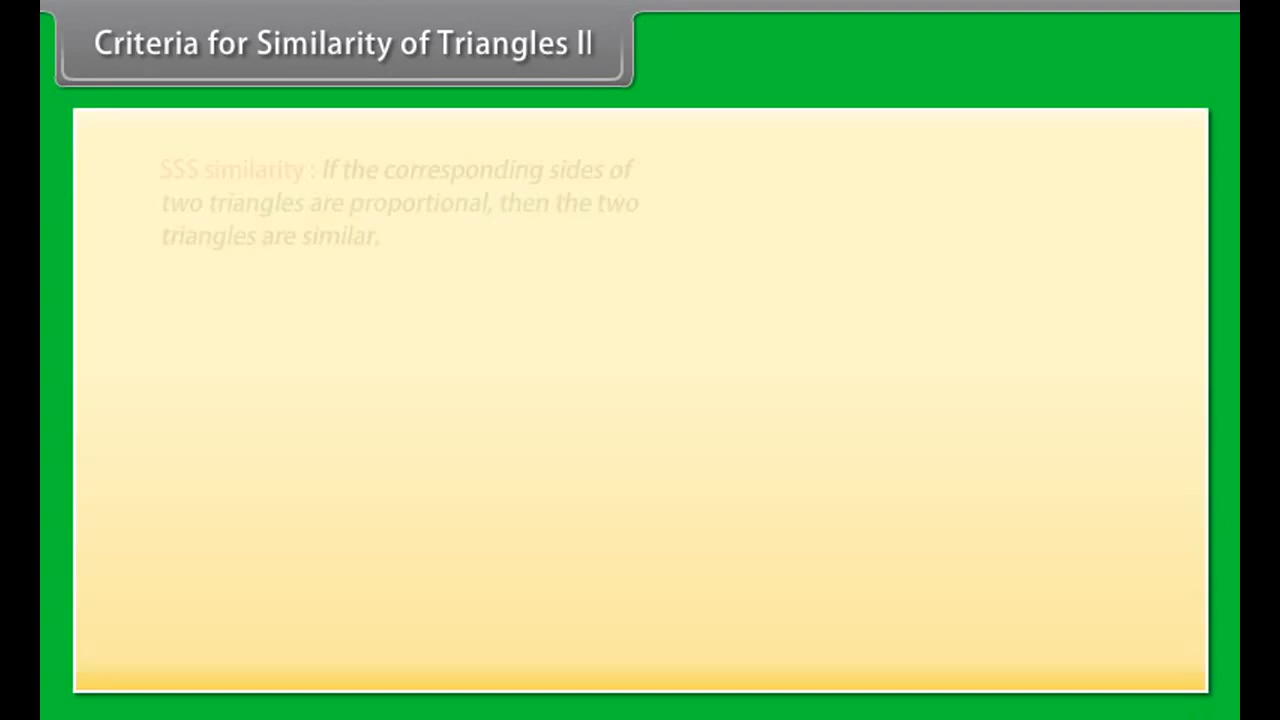 Criteria for Similarity of Triangles II
SSS similarity : If the corresponding sides of
two triangles are proportional, then the two
triangles are similar.